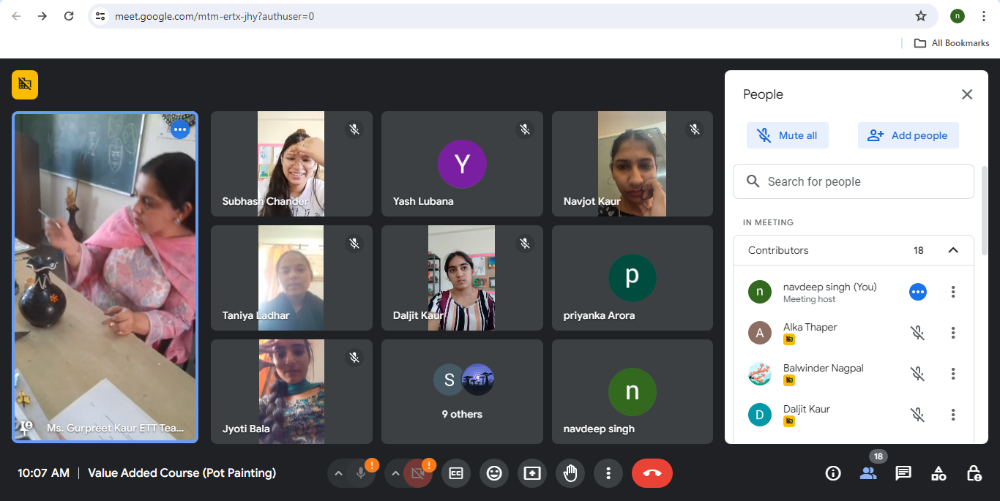 meet.google.com/mtm-ertx-jhy?authuser=0
n
All Bookmarks
People
Mute all
Add people
Search for people
IN MEETING
Contributors 18
n navdeep singh (You)
Meeting host
A Alka Thaper
Balwinder Nagpal
D Daljit Kaur
Ms. Gurpreet Kaur ETT Tea...
Subhash Chander
Y
Yash Lubana
Navjot Kaur
Taniya Ladhar
Daljit Kaur
p
priyanka Arora
Jyoti Bala
S
9 others
n
navdeep singh
10:07 AM | Value Added Course (Pot Painting)
18